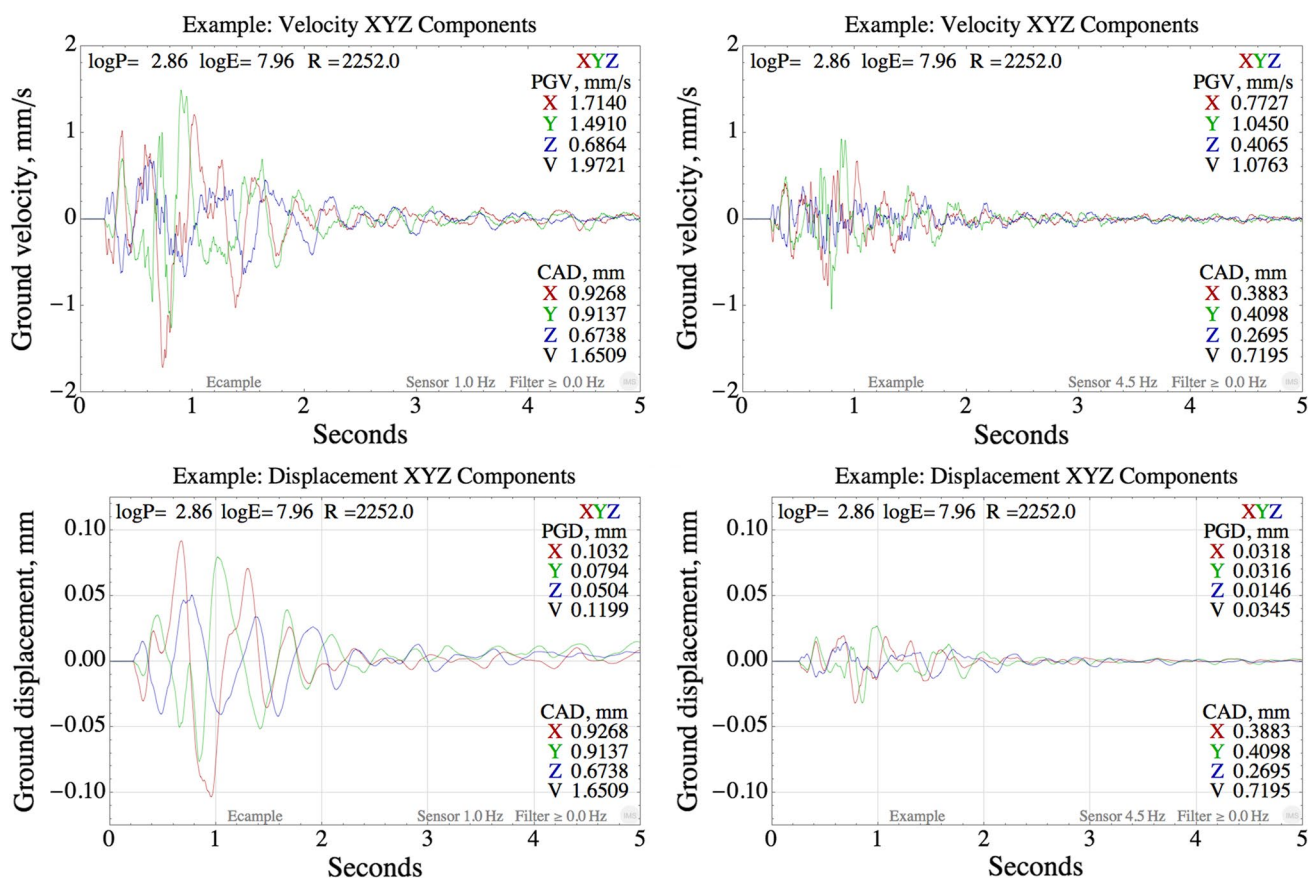 Example: Velocity XYZ Components
2
logP= 2.86 logE= 7.96 R =2252.0
XYZ
PGV, mm/s
X 1.7140
Y 1.4910
Z 0.6864
V 1.9721
1
0
−1
−2
Ground velocity, mm/s
CAD, mm
X 0.9268
Y 0.9137
Z 0.6738
V 1.6509
Ecample Sensor 1.0 Hz Filter ≥ 0.0 Hz IMS
0 1 2 3 4 5
Seconds
Example: Velocity XYZ Components
2
logP= 2.86 logE= 7.96 R =2252.0
XYZ
PGV, mm/s
X 0.7727
Y 1.0450
Z 0.4065
V 1.0763
1
0
−1
−2
Ground velocity, mm/s
CAD, mm
X 0.3883
Y 0.4098
Z 0.2695
V 0.7195
Example Sensor 4.5 Hz Filter ≥ 0.0 Hz IMS
0 1 2 3 4 5
Seconds
Example: Displacement XYZ Components
logP= 2.86 logE= 7.96 R =2252.0
XYZ
PGD, mm
X 0.1032
Y 0.0794
Z 0.0504
V 0.1199
0.10
0.05
0.00
−0.05
−0.10
Ground displacement, mm
CAD, mm
X 0.9268
Y 0.9137
Z 0.6738
V 1.6509
Ecample Sensor 1.0 Hz Filter ≥ 0.0 Hz IMS
0 1 2 3 4 5
Seconds
Example: Displacement XYZ Components
logP= 2.86 logE= 7.96 R =2252.0
XYZ
PGD, mm
X 0.0318
Y 0.0316
Z 0.0146
V 0.0345
0.10
0.05
0.00
−0.05
−0.10
Ground displacement, mm
CAD, mm
X 0.3883
Y 0.4098
Z 0.2695
V 0.7195
Example Sensor 4.5 Hz Filter ≥ 0.0 Hz IMS
0 1 2 3 4 5
Seconds